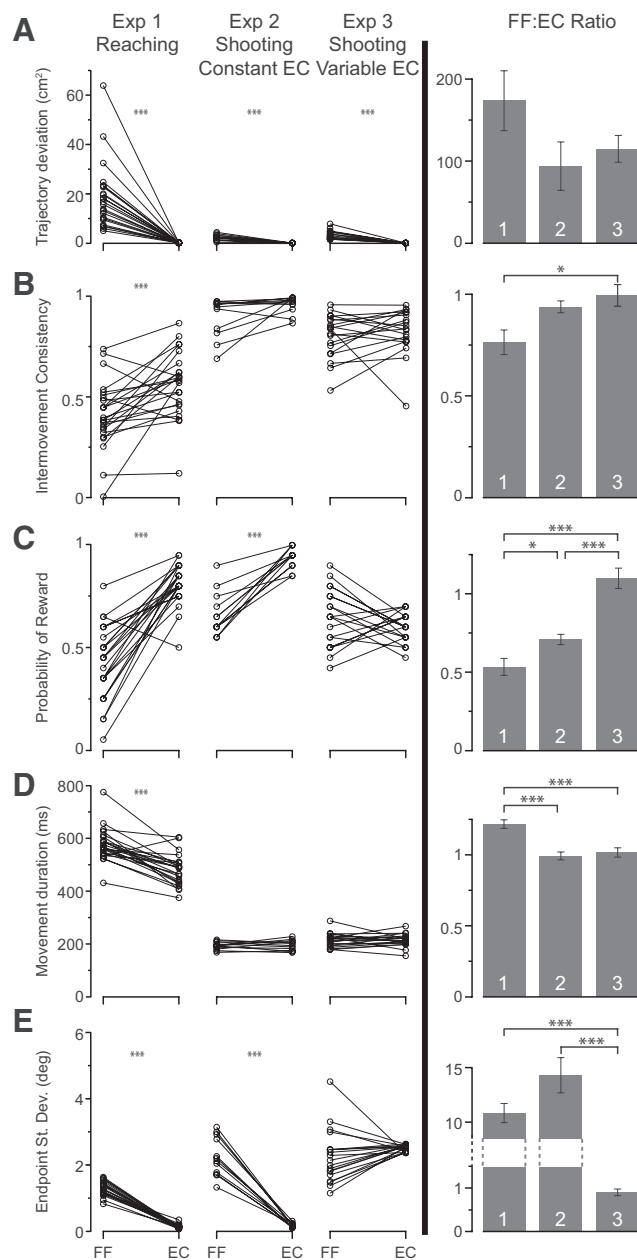 A
Exp 1
Reaching
Exp 2
Shooting
Constant EC
Exp 3
Shooting
Variable EC
FF:EC Ratio
Trajectory deviation (cm²)
60
40
20
0
***
***
***
200
100
0
1
2
3
B
Intermovement Consistency
1
0.5
0
***
1
0.75
0
*
1
2
3
C
Probability of Reward
1
0.5
0
***
***
1
0.5
0
***
*
***
1
2
3
D
Movement duration (ms)
800
600
400
200
0
***
1
0.5
0
***
***
1
2
3
E
Endpoint St. Dev. (deg)
6
4
2
0
***
***
FF
EC
FF
EC
FF
EC
15
10
1
0
***
***
1
2
3